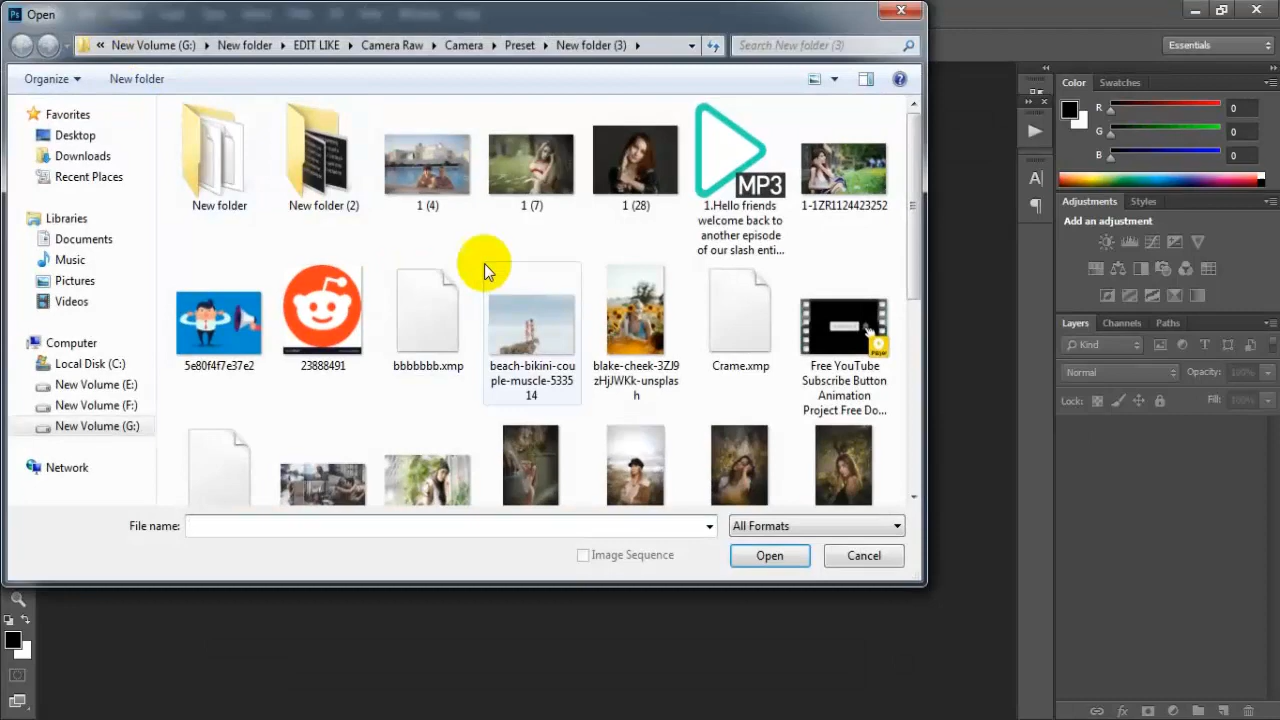 Ps Open
« New Volume (G:) New folder EDIT LIKE Camera Raw Camera Preset New folder (3)
Search New folder (3)
Essentials
Organize
New folder
Color
Swatches
R 0
G 0
B 0
Favorites
Desktop
Downloads
Recent Places
Libraries
Documents
Music
Pictures
Videos
Computer
Local Disk (C:)
New Volume (E:)
New Volume (F:)
New Volume (G:)
Network
MP3
New folder
New folder (2)
1 (4)
1 (7)
1 (28)
1.Hello friends
welcome back to
another episode
of our slash enti...
1-1ZR1124423252
5e80f4f7e37e2
23888491
bbbbbbb.xmp
beach-bikini-cou
ple-muscle-5335
14
blake-cheek-3ZJ9
zHjJWKk-unsplas
h
Crame.xmp
Free YouTube
Subscribe Button
Animation
Project Free Do...
File name:
All Formats
Image Sequence
Open
Cancel
Adjustments
Styles
Add an adjustment
Layers
Channels
Paths
Kind
Normal
Opacity: 100%
Lock:
Fill: 100%
A
fx